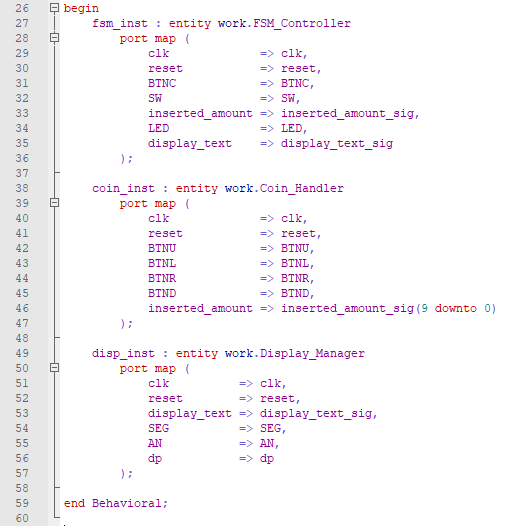 26 begin
27     fsm_inst : entity work.FSM_Controller
28         port map (
29             clk             => clk,
30             reset           => reset,
31             BTNC            => BTNC,
32             SW              => SW,
33             inserted_amount => inserted_amount_sig,
34             LED             => LED,
35             display_text    => display_text_sig
36         );
37
38     coin_inst : entity work.Coin_Handler
39         port map (
40             clk             => clk,
41             reset           => reset,
42             BTNU            => BTNU,
43             BTNL            => BTNL,
44             BTNR            => BTNR,
45             BTND            => BTND,
46             inserted_amount => inserted_amount_sig(9 downto 0)
47         );
48
49     disp_inst : entity work.Display_Manager
50         port map (
51             clk          => clk,
52             reset        => reset,
53             display_text => display_text_sig,
54             SEG          => SEG,
55             AN           => AN,
56             dp           => dp
57         );
58
59 end Behavioral;
60